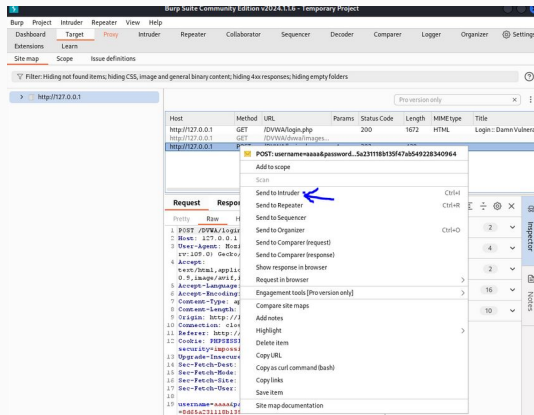 Burp Suite Community Edition v2024.1.1.6 - Temporary Project
Burp Project Intruder Repeater View Help
Dashboard Target Proxy Intruder Repeater Collaborator Sequencer Decoder Comparer Logger Organizer Settings
Extensions Learn
Site map Scope Issue definitions
Filter: Hiding not found items; hiding CSS, image and general binary content; hiding 4xx responses; hiding empty folders
http://127.0.0.1
Pro version only
Host Method URL Params Status Code Length MIME type Title
http://127.0.0.1 GET /DVWA/login.php 200 1672 HTML Login :: Damn Vulnera
http://127.0.0.1 GET /DVWA/dvwa/images...
http://127.0.0.1
POST: username=aaaa&password...5a231118b135f47ab549228340964
Add to scope
Scan
Send to Intruder Ctrl+I
Send to Repeater Ctrl+R
Send to Sequencer
Send to Organizer Ctrl+O
Send to Comparer (request)
Send to Comparer (response)
Show response in browser
Request in browser
Engagement tools [Pro version only]
Compare site maps
Add notes
Highlight
Delete item
Copy URL
Copy as curl command (bash)
Copy links
Save item
Site map documentation
Request Respon
Pretty Raw H
1 POST /DVWA/login
2 Host: 127.0.0.1
3 User-Agent: Mozi
rv:109.0) Gecko/
4 Accept:
text/html,applic
0.9,image/avif,i
5 Accept-Language:
6 Accept-Encoding:
7 Content-Type: ap
8 Content-Length:
9 Origin: http://1
10 Connection: clos
11 Referer: http://
12 Cookie: PHPSESSI
security=impossi
13 Upgrade-Insecure
14 Sec-Fetch-Dest:
15 Sec-Fetch-Mode:
16 Sec-Fetch-Site:
17 Sec-Fetch-User:
18
19 username=aaaa&pa
2
4
2
16
10
Inspector
Notes